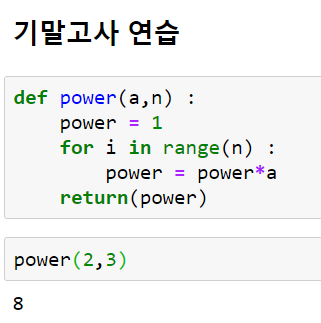 기말고사 연습
def power(a,n) :
    power = 1
    for i in range(n) :
        power = power*a
    return(power)
power(2,3)
8